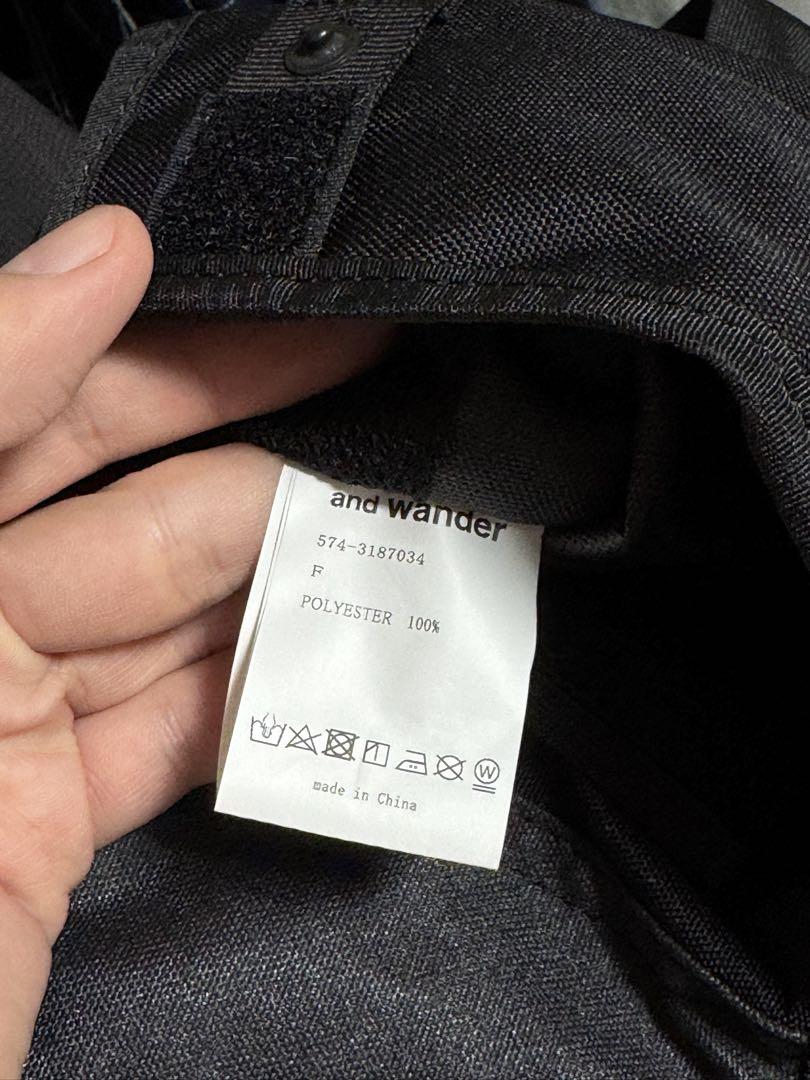 and wander
574-3187034
F
POLYESTER 100%
W
made in China